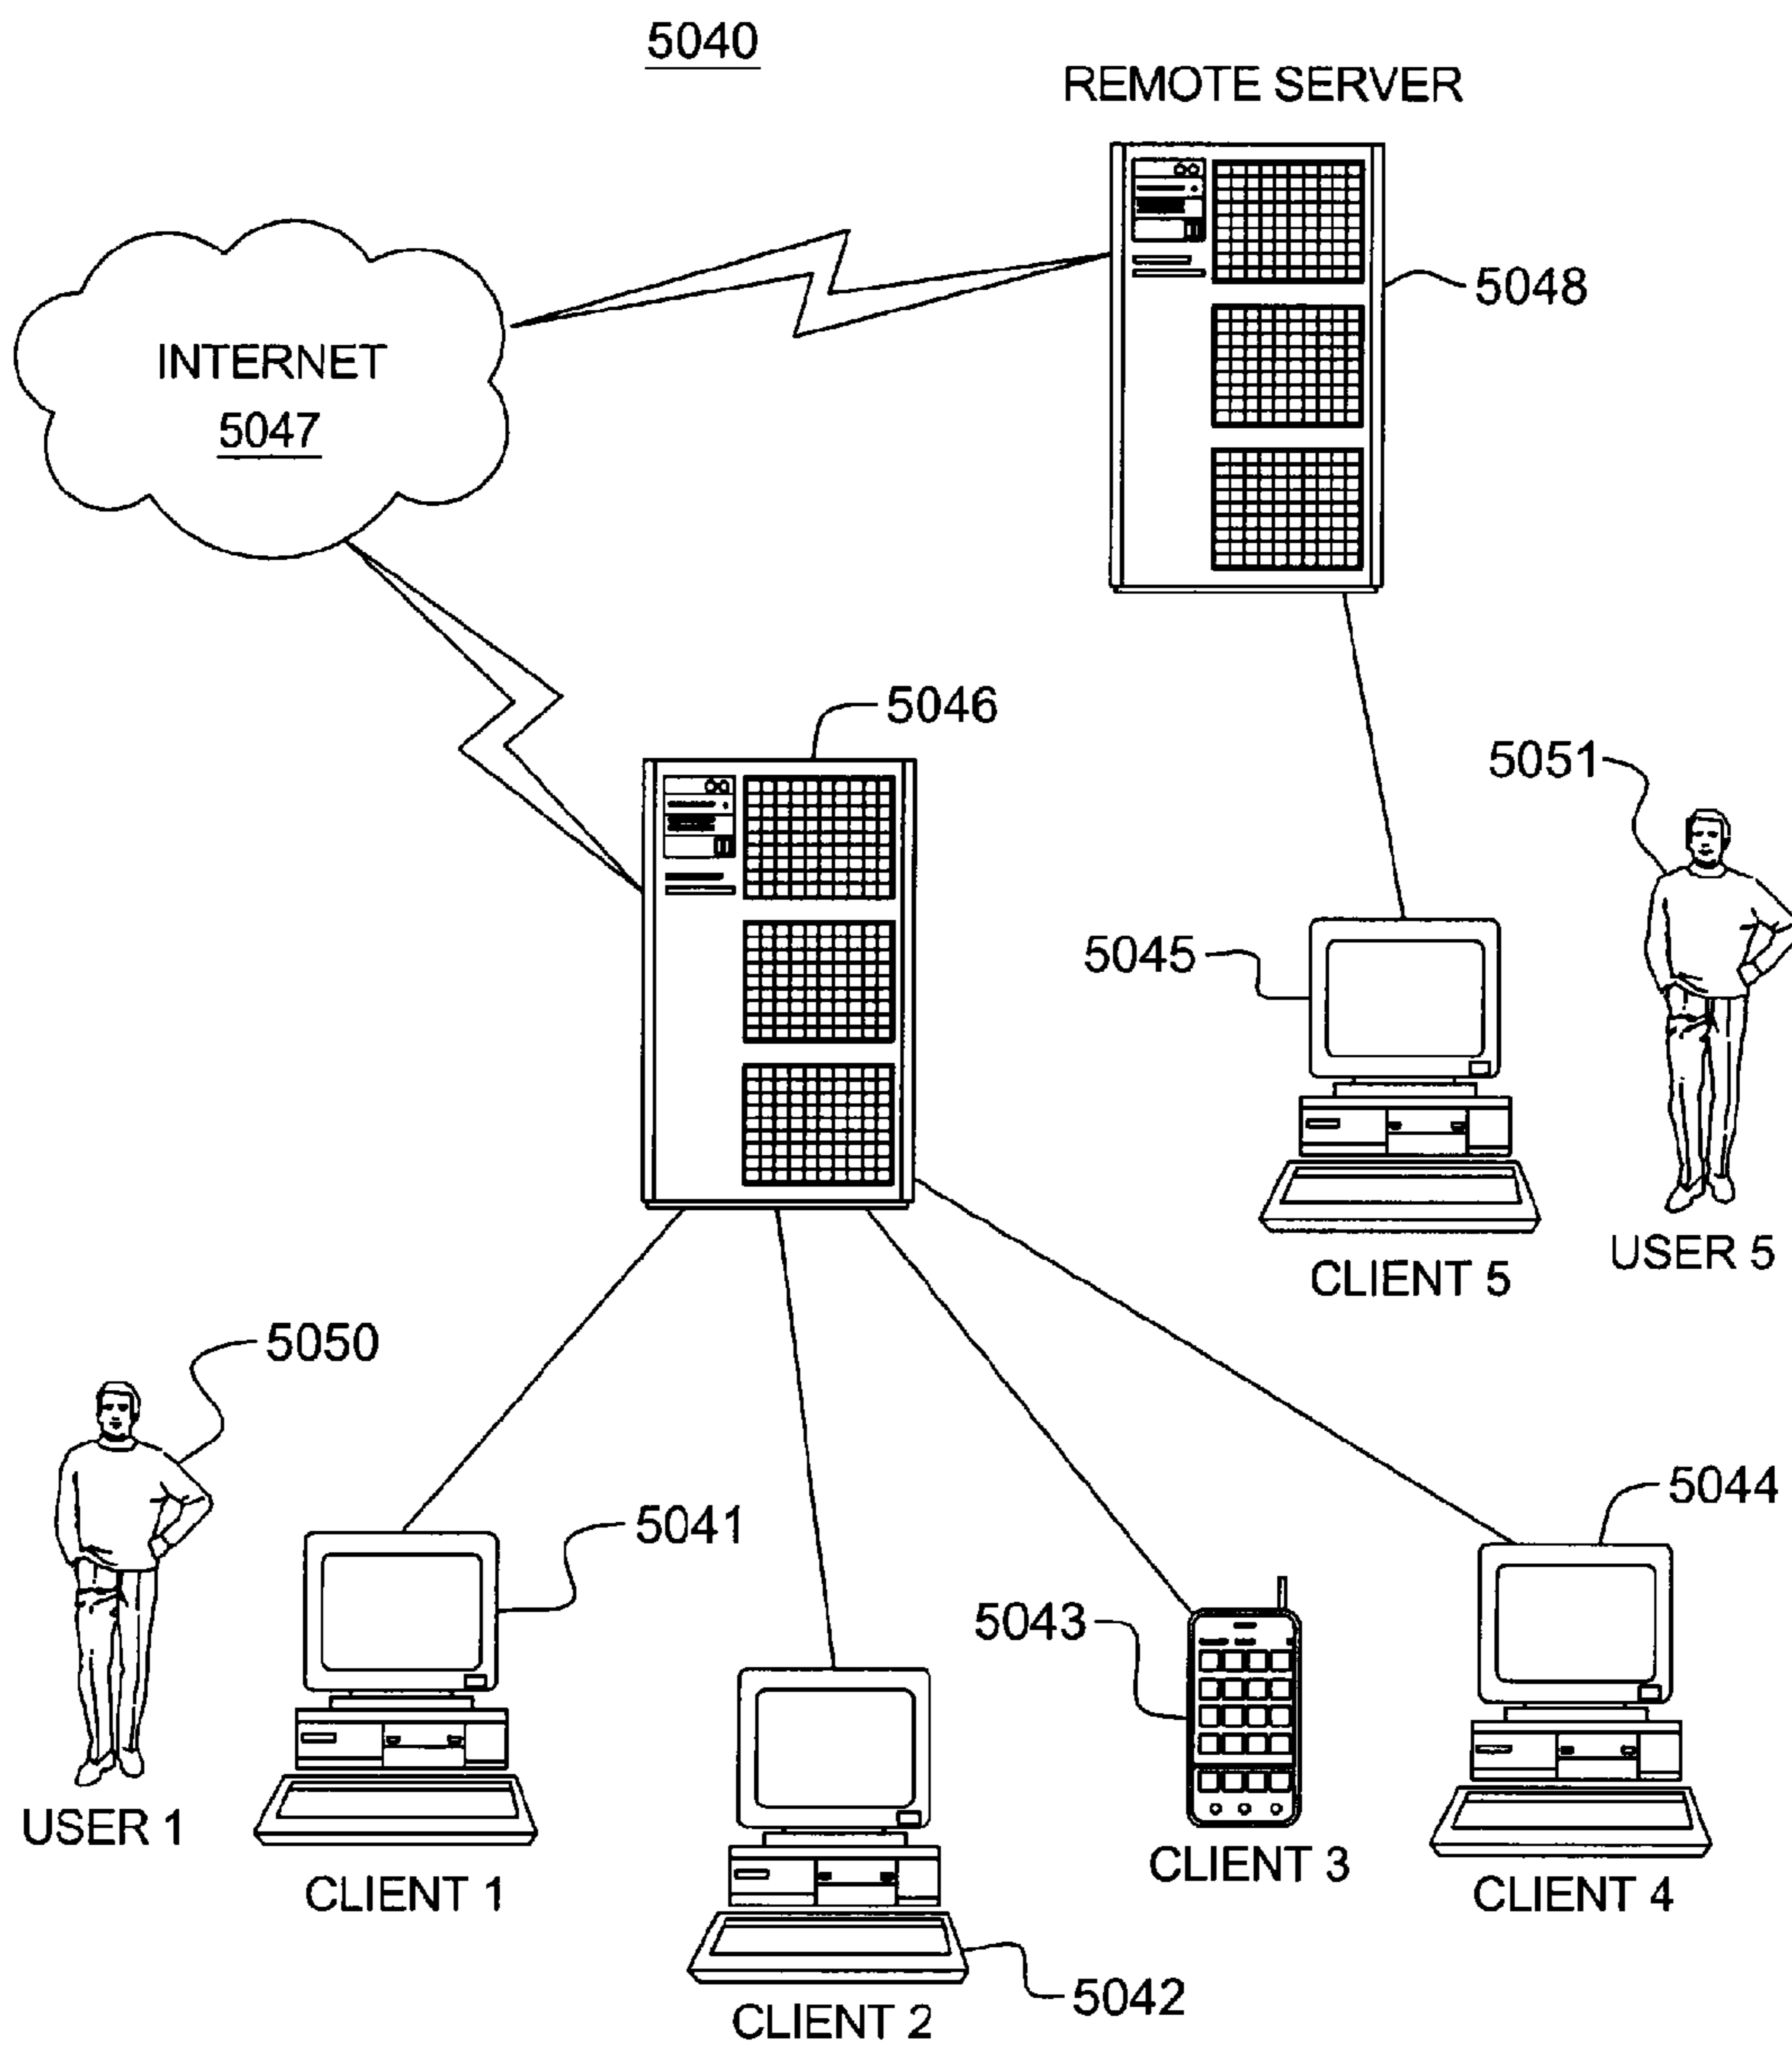 5040
REMOTE SERVER
INTERNET
5047
5048
5046
5051
5045
USER 5
CLIENT 5
5050
5044
5041
5043
USER 1
CLIENT 3
CLIENT 1
CLIENT 4
5042
CLIENT 2